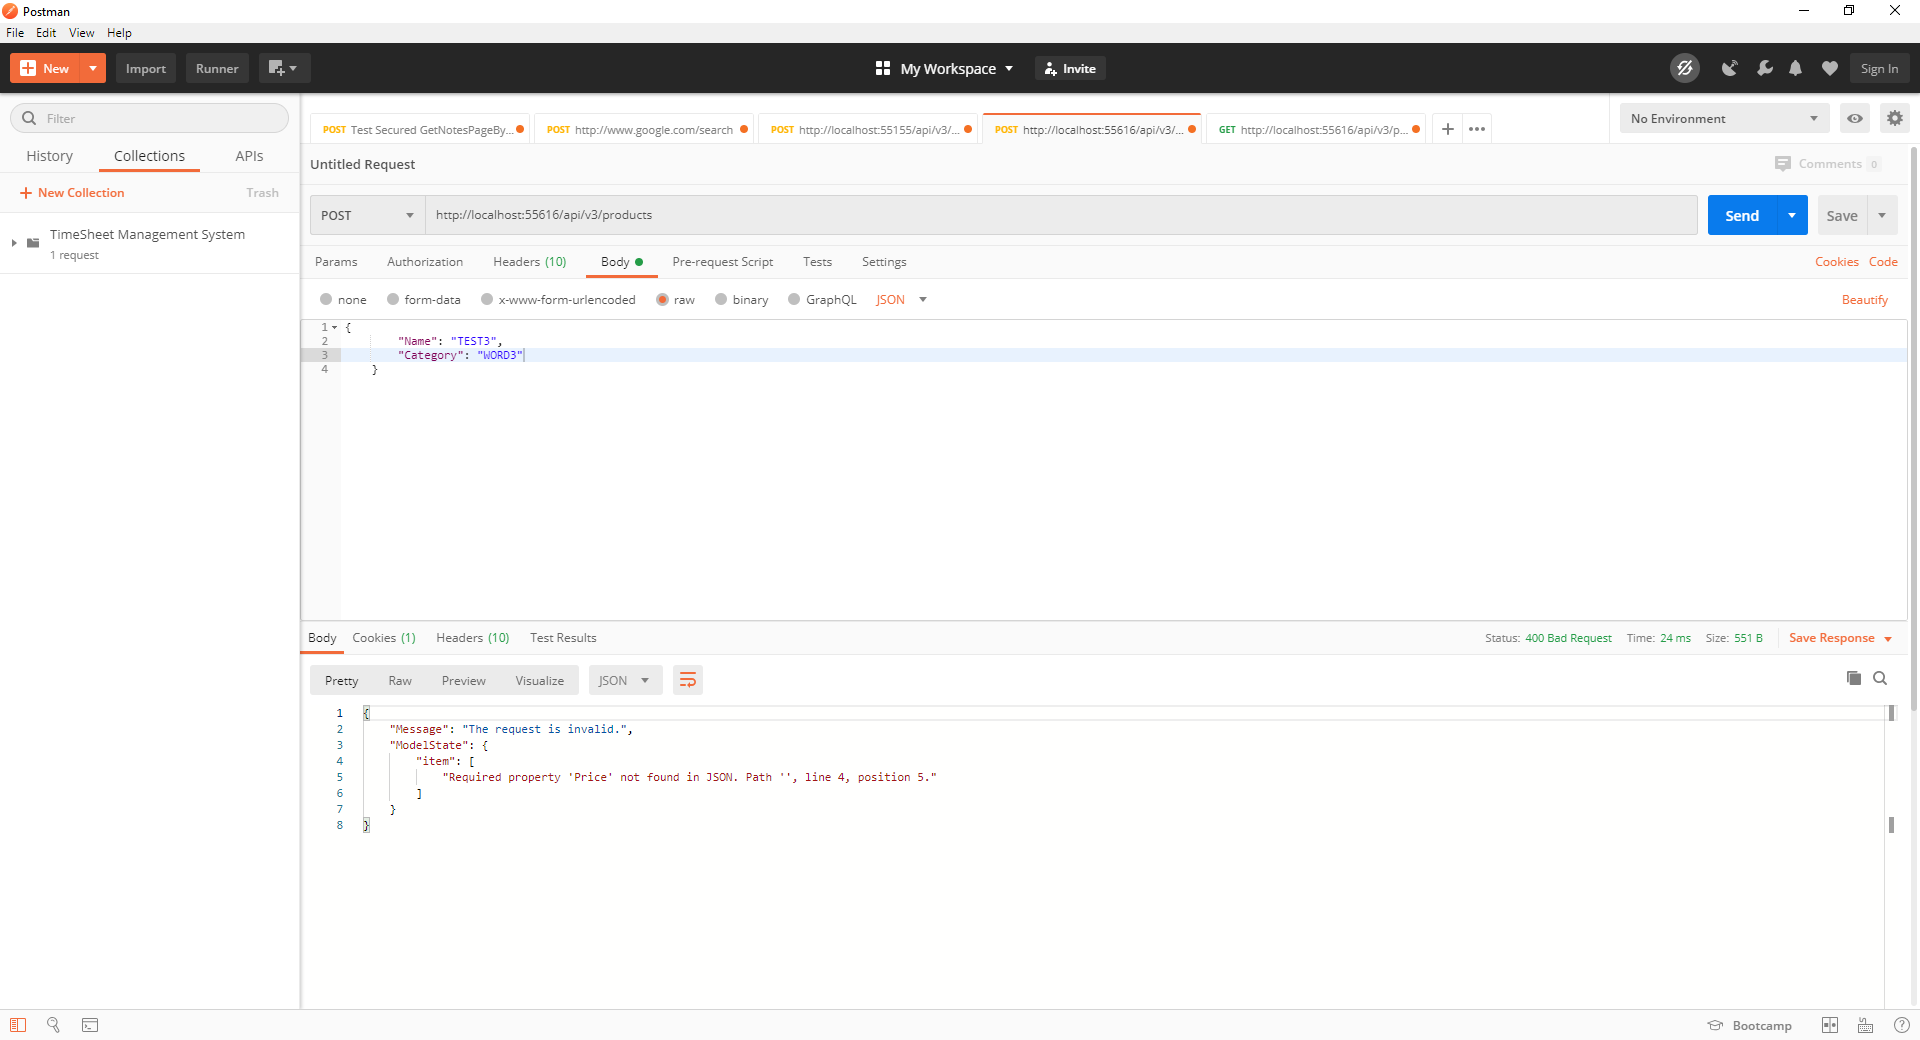 Postman
File Edit View Help
New Import Runner My Workspace Invite Sign In
Filter
History Collections APIs
New Collection Trash
TimeSheet Management System
1 request
POST Test Secured GetNotesPageBy... POST http://www.google.com/search POST http://localhost:55155/api/v3/... POST http://localhost:55616/api/v3/... GET http://localhost:55616/api/v3/p... No Environment
Untitled Request Comments 0
POST http://localhost:55616/api/v3/products Send Save
Params Authorization Headers (10) Body Pre-request Script Tests Settings Cookies Code
none form-data x-www-form-urlencoded raw binary GraphQL JSON Beautify
1 {
2 "Name": "TEST3",
3 "Category": "WORD3"
4 }
Body Cookies (1) Headers (10) Test Results Status: 400 Bad Request Time: 24 ms Size: 551 B Save Response
Pretty Raw Preview Visualize JSON
1 {
2 "Message": "The request is invalid.",
3 "ModelState": {
4 "item": [
5 "Required property 'Price' not found in JSON. Path '', line 4, position 5."
6 ]
7 }
8 }
Bootcamp